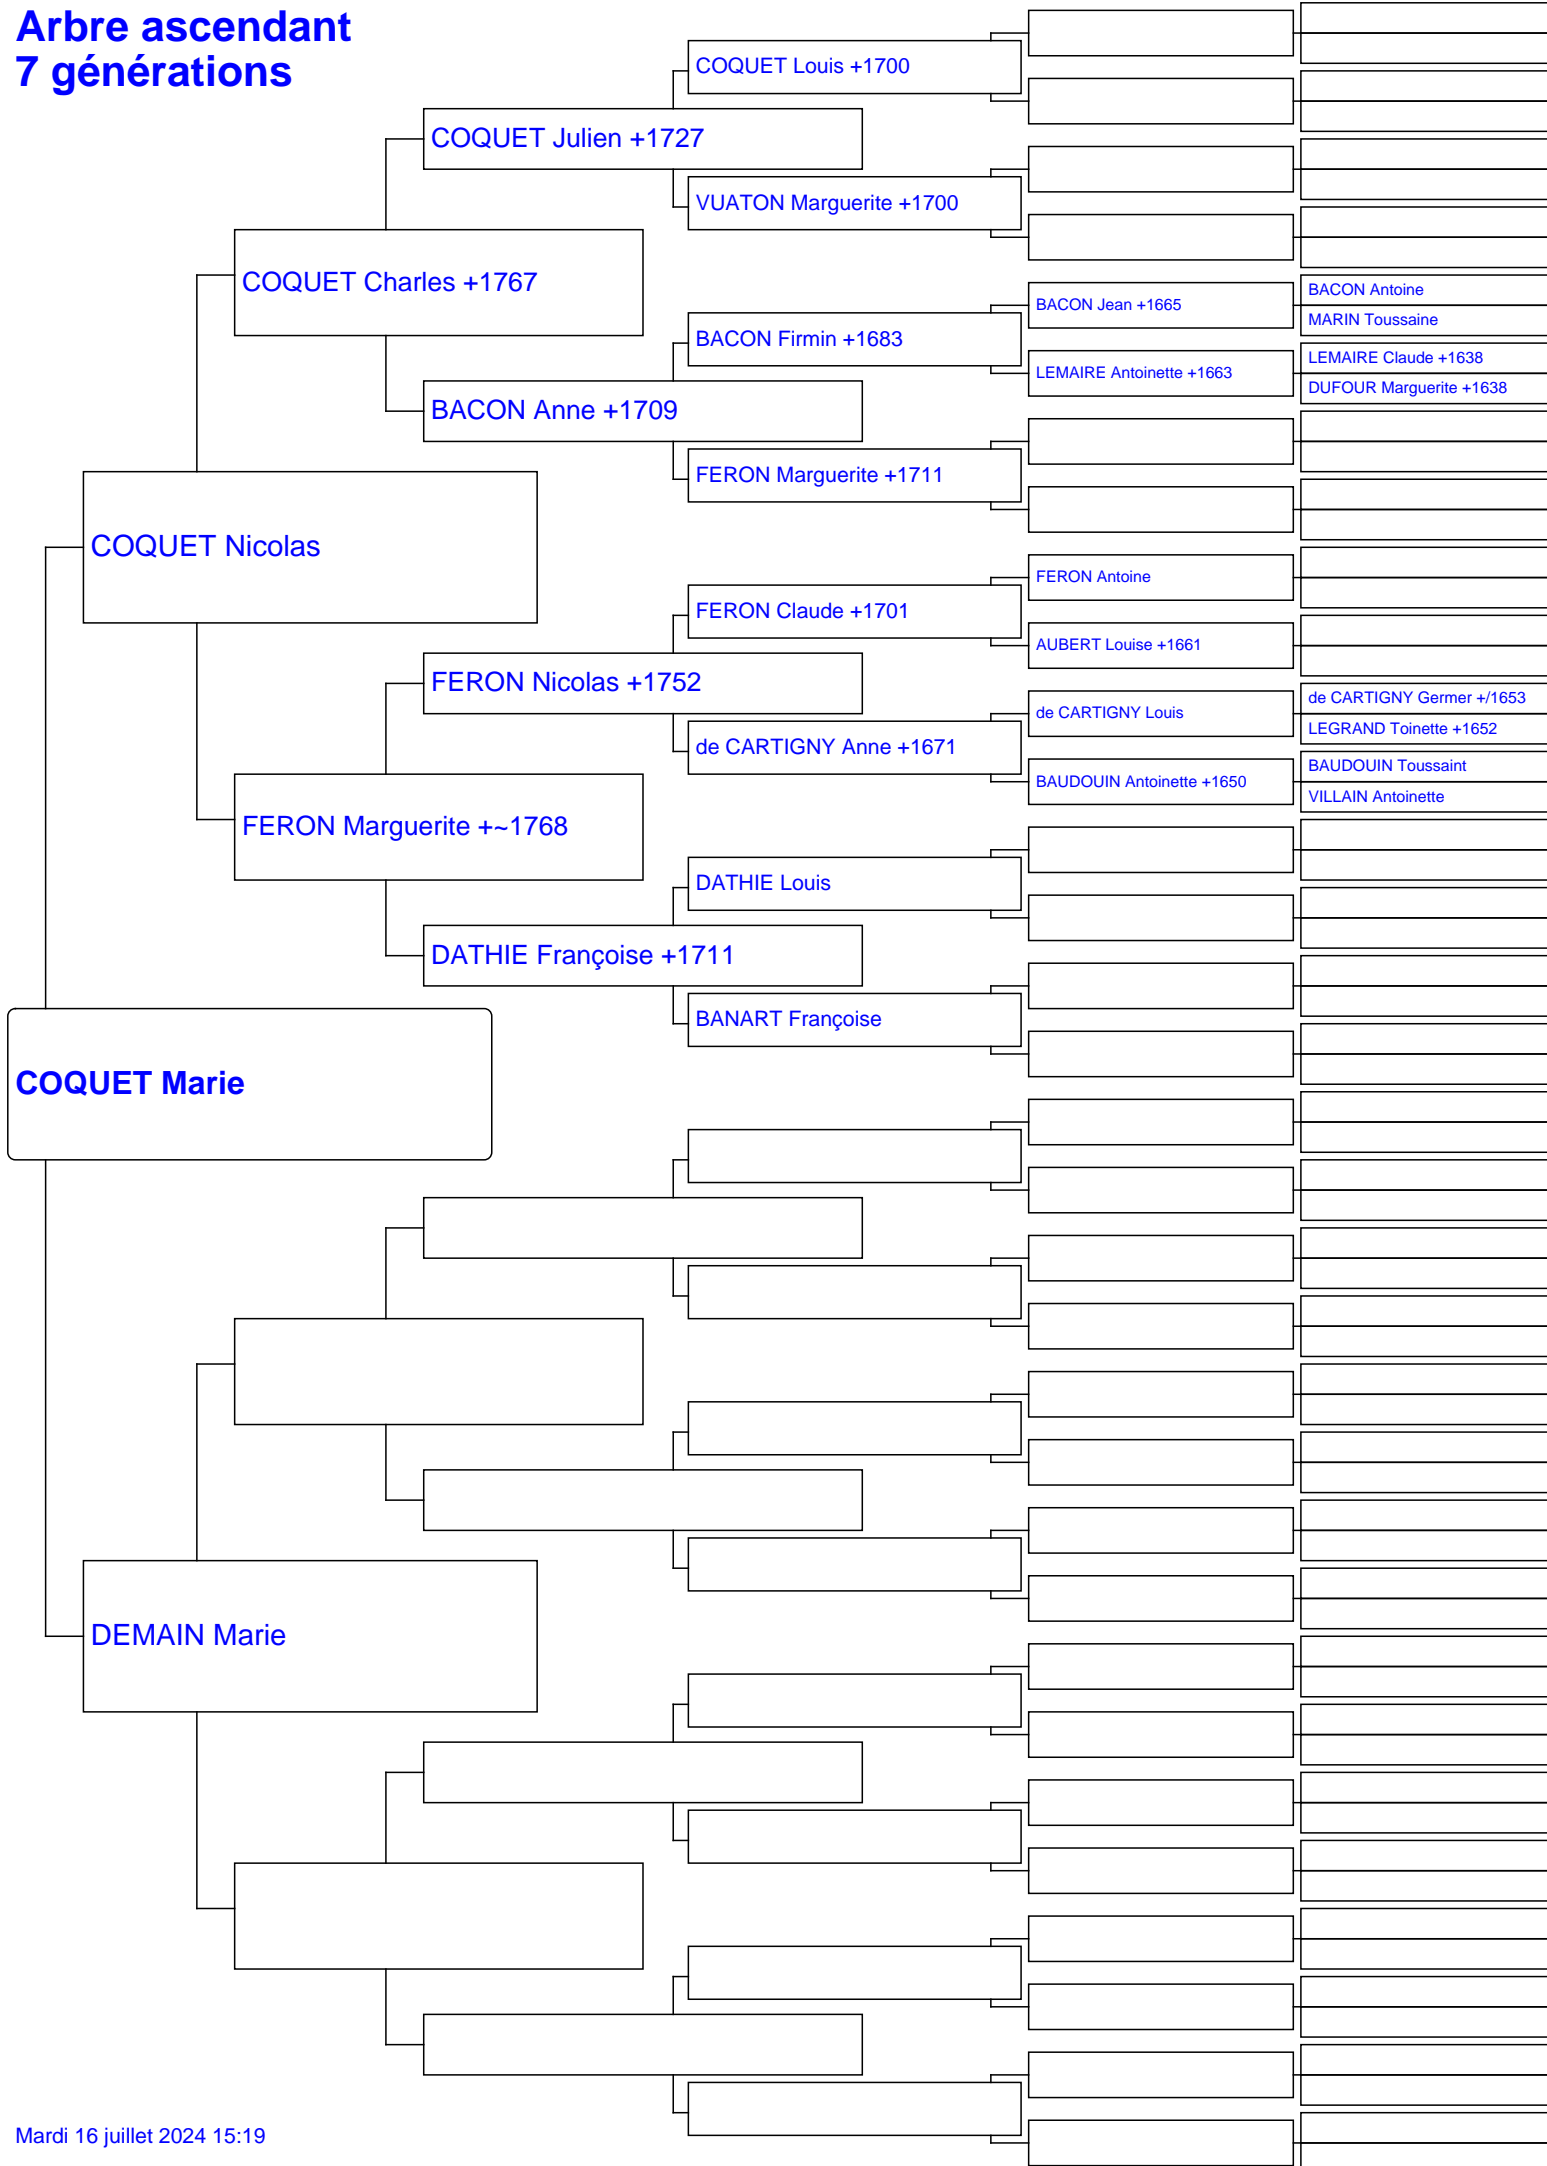 Arbre ascendant
7 générations
COQUET Louis +1700
COQUET Julien +1727
VUATON Marguerite +1700
COQUET Charles +1767
BACON Antoine
BACON Jean +1665
MARIN Toussaine
BACON Firmin +1683
LEMAIRE Claude +1638
LEMAIRE Antoinette +1663
DUFOUR Marguerite +1638
BACON Anne +1709
FERON Marguerite +1711
COQUET Nicolas
FERON Antoine
FERON Claude +1701
AUBERT Louise +1661
FERON Nicolas +1752
de CARTIGNY Germer +/1653
de CARTIGNY Louis
LEGRAND Toinette +1652
de CARTIGNY Anne +1671
BAUDOUIN Toussaint
BAUDOUIN Antoinette +1650
VILLAIN Antoinette
FERON Marguerite +~1768
DATHIE Louis
DATHIE Françoise +1711
BANART Françoise
COQUET Marie
DEMAIN Marie
Mardi 16 juillet 2024 15:19